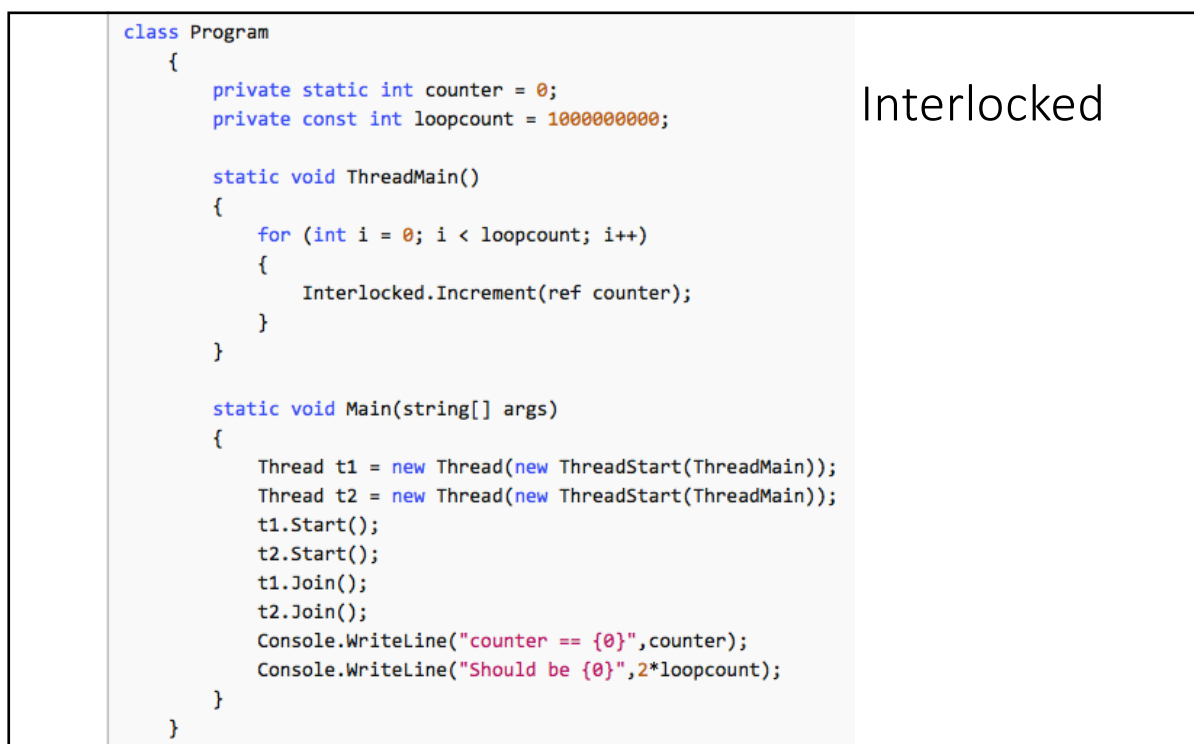 class Program
{
private static int counter = 0;
private const int loopcount = 1000000000;
Interlocked
static void ThreadMain()
{
for (int i = 0; i < loopcount; i++)
{
Interlocked.Increment(ref counter);
}
}
static void Main(string[] args)
{
Thread t1 = new Thread(new ThreadStart(ThreadMain));
Thread t2 = new Thread(new ThreadStart(ThreadMain));
t1.Start();
t2.Start();
t1.Join();
t2.Join();
Console.WriteLine("counter == {0}",counter);
Console.WriteLine("Should be {0}",2*loopcount);
}
}